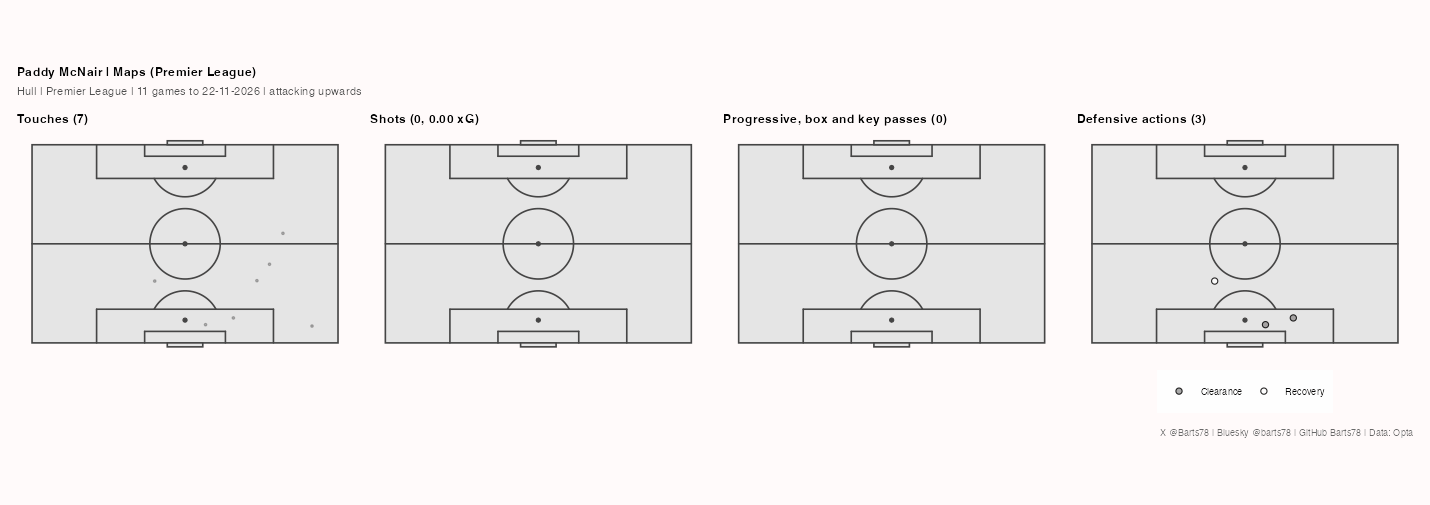 Paddy McNair | Maps (Premier League)
Hull | Premier League | 11 games to 22-11-2026 | attacking upwards
Touches (7)
Shots (0, 0.00 xG)
Progressive, box and key passes (0)
Defensive actions (3)
Clearance
Recovery
X @Barts78 | Bluesky @barts78 | GitHub Barts78 | Data: Opta